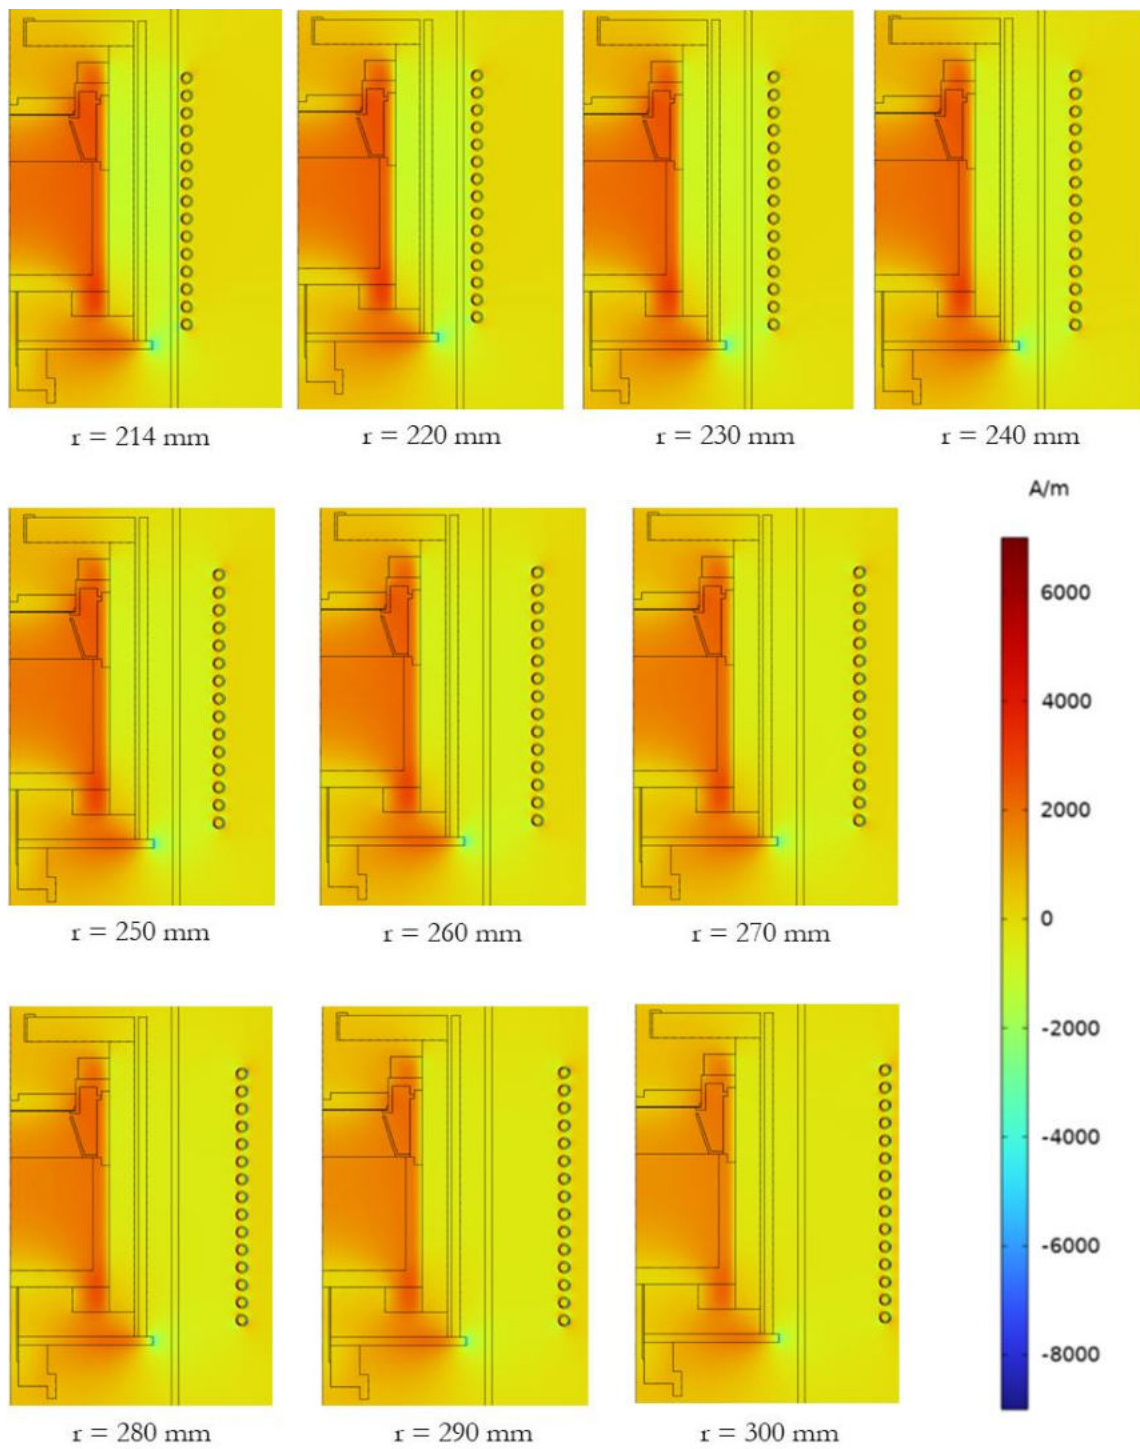 r = 214 mm
r = 220 mm
r = 230 mm
r = 240 mm
A/m
6000
4000
2000
0
-2000
-4000
-6000
-8000
r = 250 mm
r = 260 mm
r = 270 mm
r = 280 mm
r = 290 mm
r = 300 mm